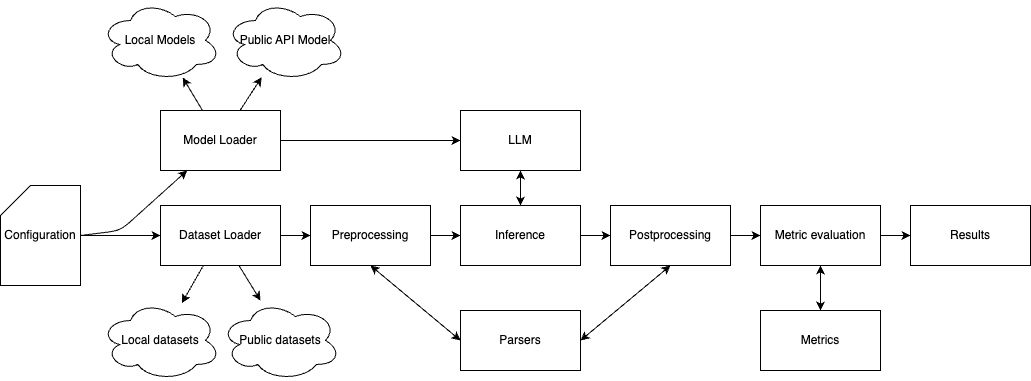 Local Models
Public API Model
Model Loader
LLM
Configuration
Dataset Loader
Preprocessing
Inference
Postprocessing
Metric evaluation
Results
Local datasets
Public datasets
Parsers
Metrics